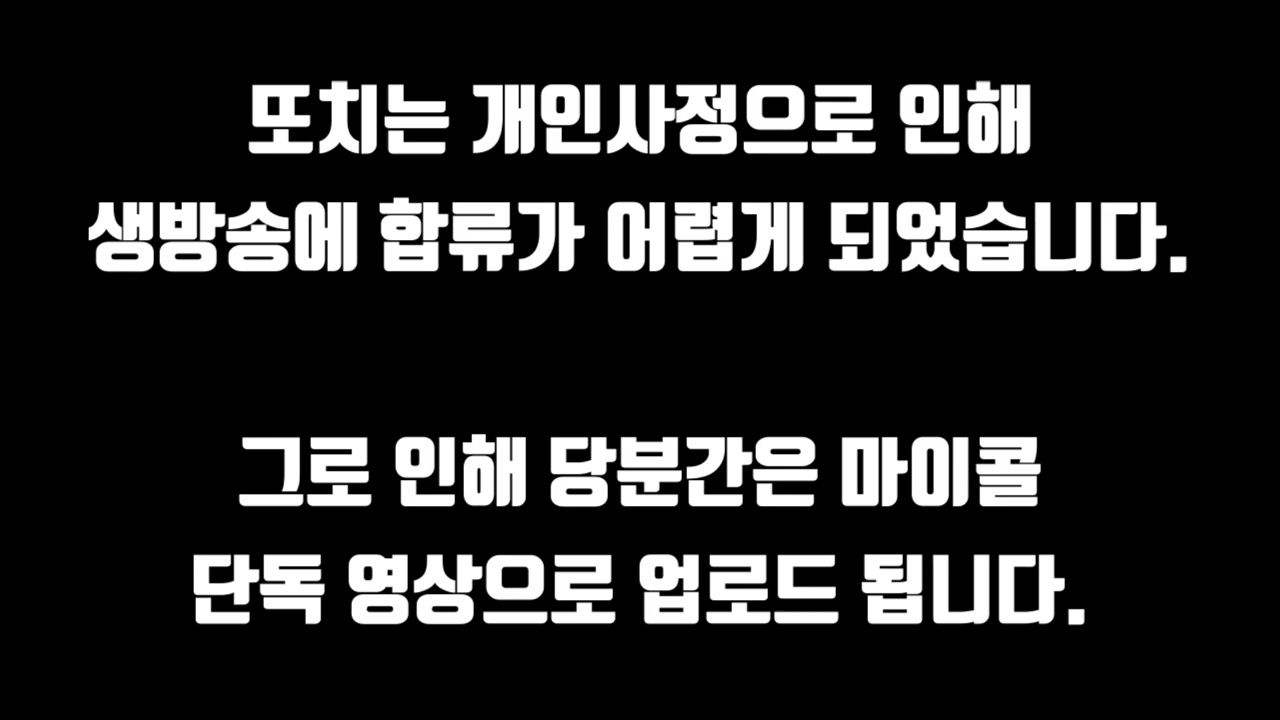 또치는 개인사정으로 인해
생방송에 합류가 어렵게 되었습니다.
그로 인해 당분간은 마이콜
단독 영상으로 업로드 됩니다.